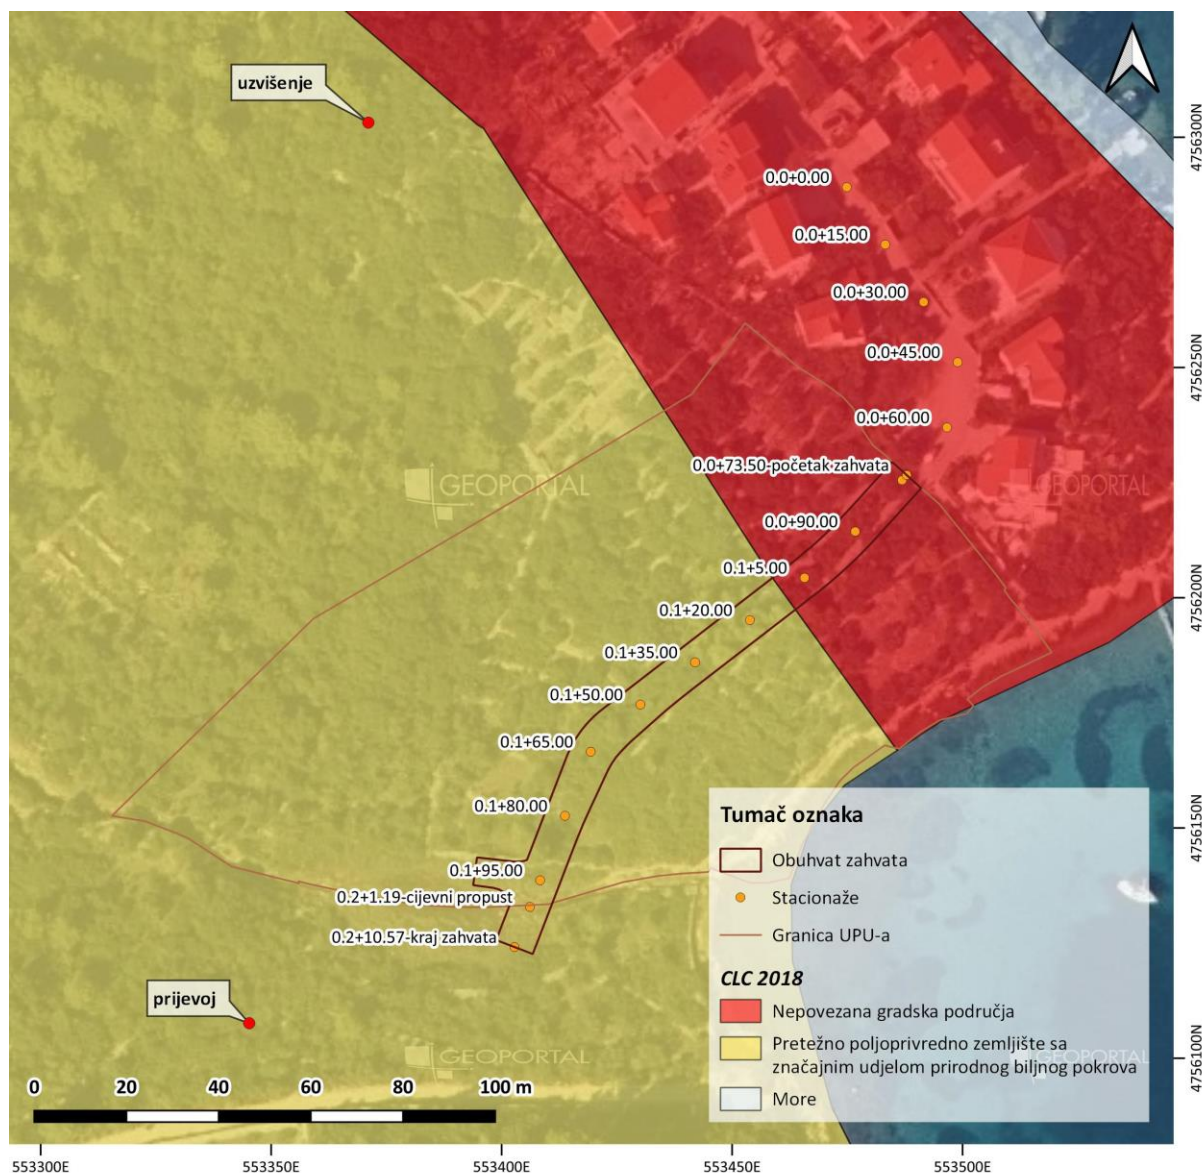 uzvišenje
4756300N
0.0+0.00
0.0+15.00
0.0+30.00
0.0+45.00
4756250N
0.0+60.00
0.0+73.50-početak zahvata
GEOPORTAL
GEOPORTAL
0.0+90.00
0.1+5.00
4756200N
0.1+20.00
0.1+35.00
0.1+50.00
0.1+65.00
0.1+80.00
4756150N
0.1+95.00
0.2+1.19-cijevni propust
0.2+10.57-kraj zahvata
prijevoj
Tumač oznaka
Obuhvat zahvata
Stacionaže
Granica UPU-a
CLC 2018
Nepovezana gradska područja
Pretežno poljoprivredno zemljište sa
značajnim udjelom prirodnog biljnog pokrova
More
GEOPORTAL
GEOPORTAL
4756100N
0 20 40 60 80 100 m
553300E 553350E 553400E 553450E 553500E